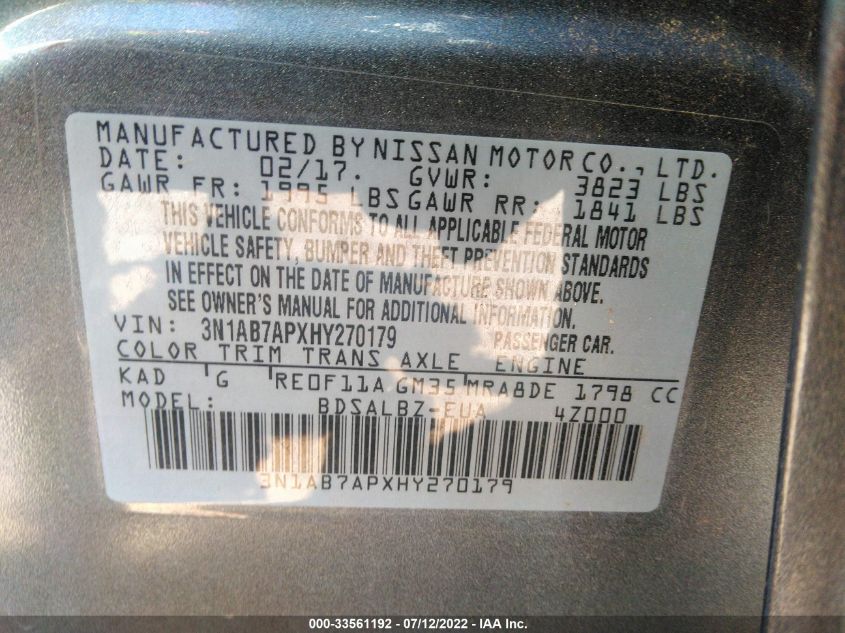 MANUFACTURED BY NISSAN MOTOR CO., LTD.
DATE: 02/17. GVWR: 3823 LBS
GAWR FR: 1995 LBS GAWR RR: 1841 LBS
THIS VEHICLE CONFORMS TO ALL APPLICABLE FEDERAL MOTOR
VEHICLE SAFETY, BUMPER AND THEFT PREVENTION STANDARDS
IN EFFECT ON THE DATE OF MANUFACTURE SHOWN ABOVE.
SEE OWNER'S MANUAL FOR ADDITIONAL INFORMATION.
VIN: 3N1AB7APXHY270179 PASSENGER CAR.
COLOR TRIM TRANS AXLE ENGINE
KAD G RE0F11A GM35 MRA8DE 1798 CC
MODEL: BDSALBZ-EUA 4Z000
3N1AB7APXHY270179
000-33561192 - 07/12/2022 - IAA Inc.